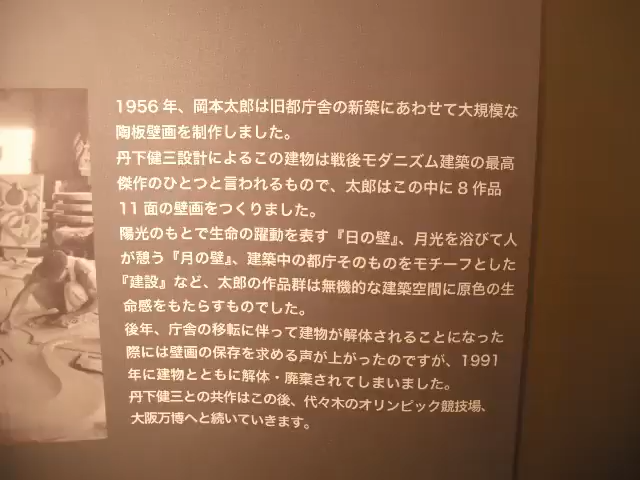 1956年、岡本太郎は旧都庁舎の新築にあわせて大規模な
陶板壁画を制作しました。
丹下健三設計によるこの建物は戦後モダニズム建築の最高
傑作のひとつと言われるもので、太郎はこの中に8作品
11面の壁画をつくりました。
陽光のもとで生命の躍動を表す『日の壁』、月光を浴びて人
が憩う『月の壁』、建築中の都庁そのものをモチーフとした
『建設』など、太郎の作品群は無機的な建築空間に原色の生
命感をもたらすものでした。
後年、庁舎の移転に伴って建物が解体されることになった
際には壁画の保存を求める声が上がったのですが、1991
年に建物とともに解体・廃棄されてしまいました。
丹下健三との共作はこの後、代々木のオリンピック競技場、
大阪万博へと続いていきます。